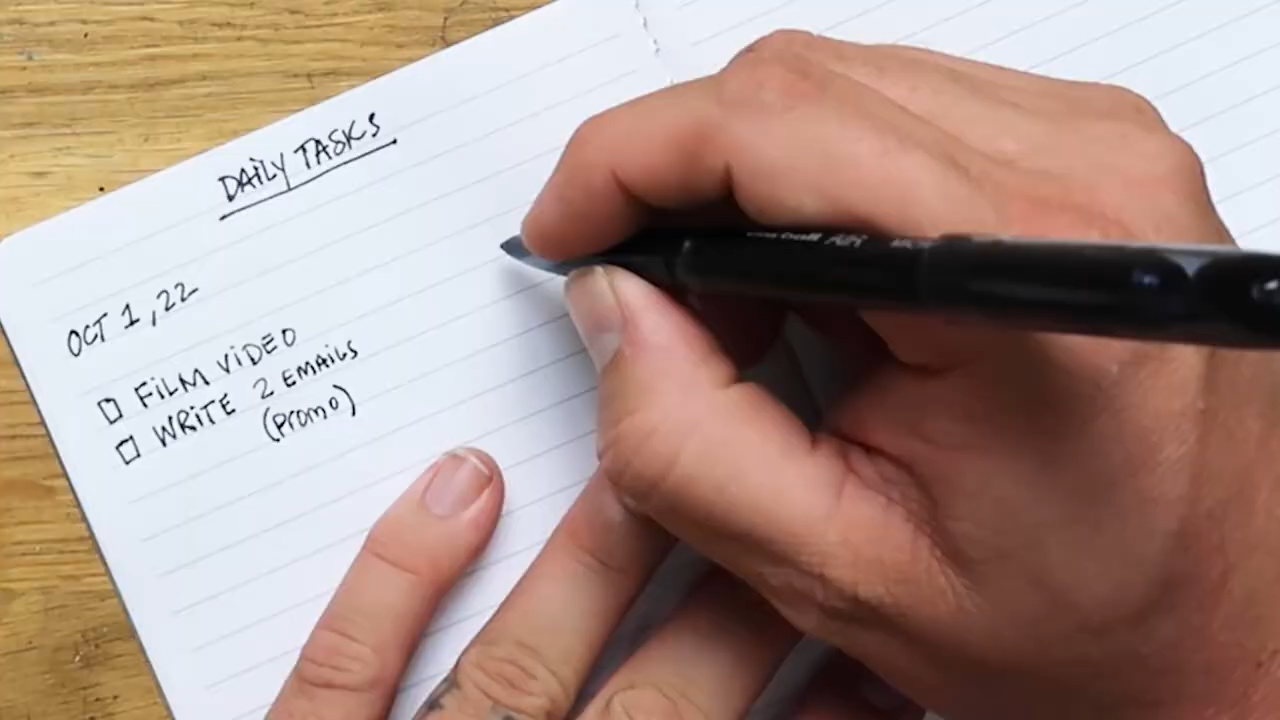 DAiLY TASKS
OCT 1, 22
FiLM ViDEO
WRiTE 2 EMAiLS
(promo)